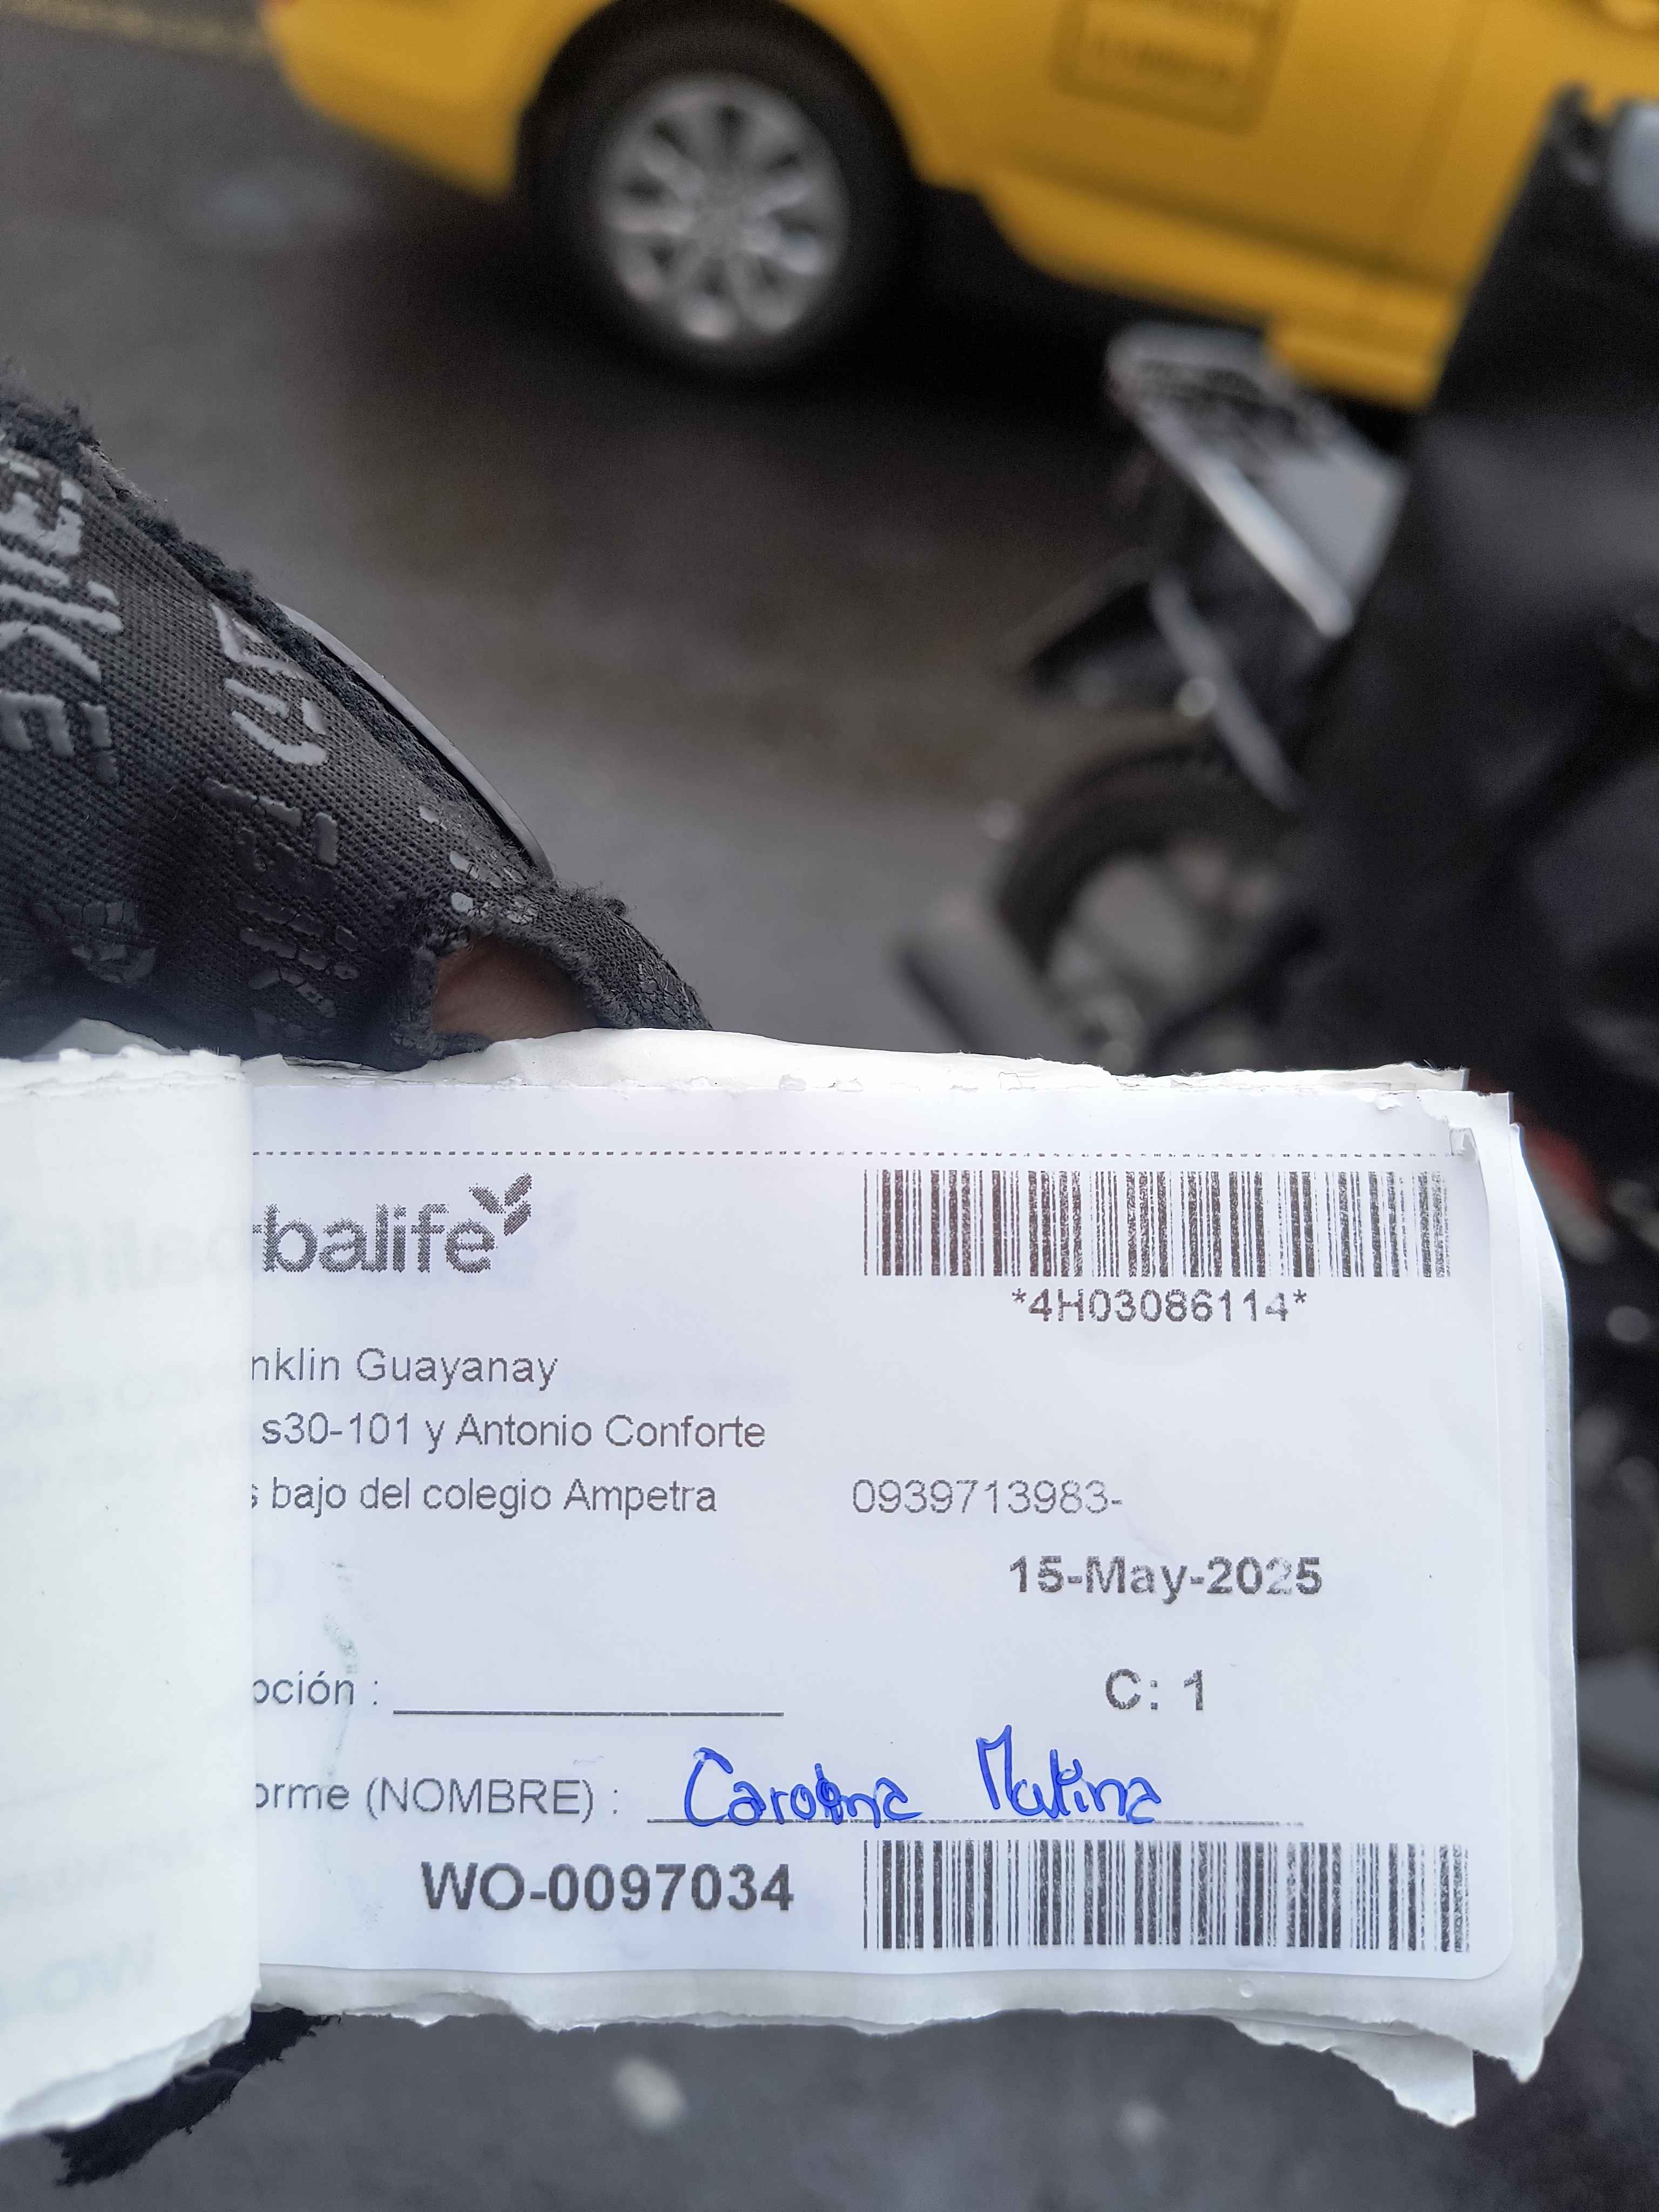 rbalife
*4H03086114*
nklin Guayanay
s30-101 y Antonio Conforte
s bajo del colegio Ampetra 0939713983-
15-May-2025
pción :
C: 1
orme (NOMBRE) : Carolina
WO-0097034